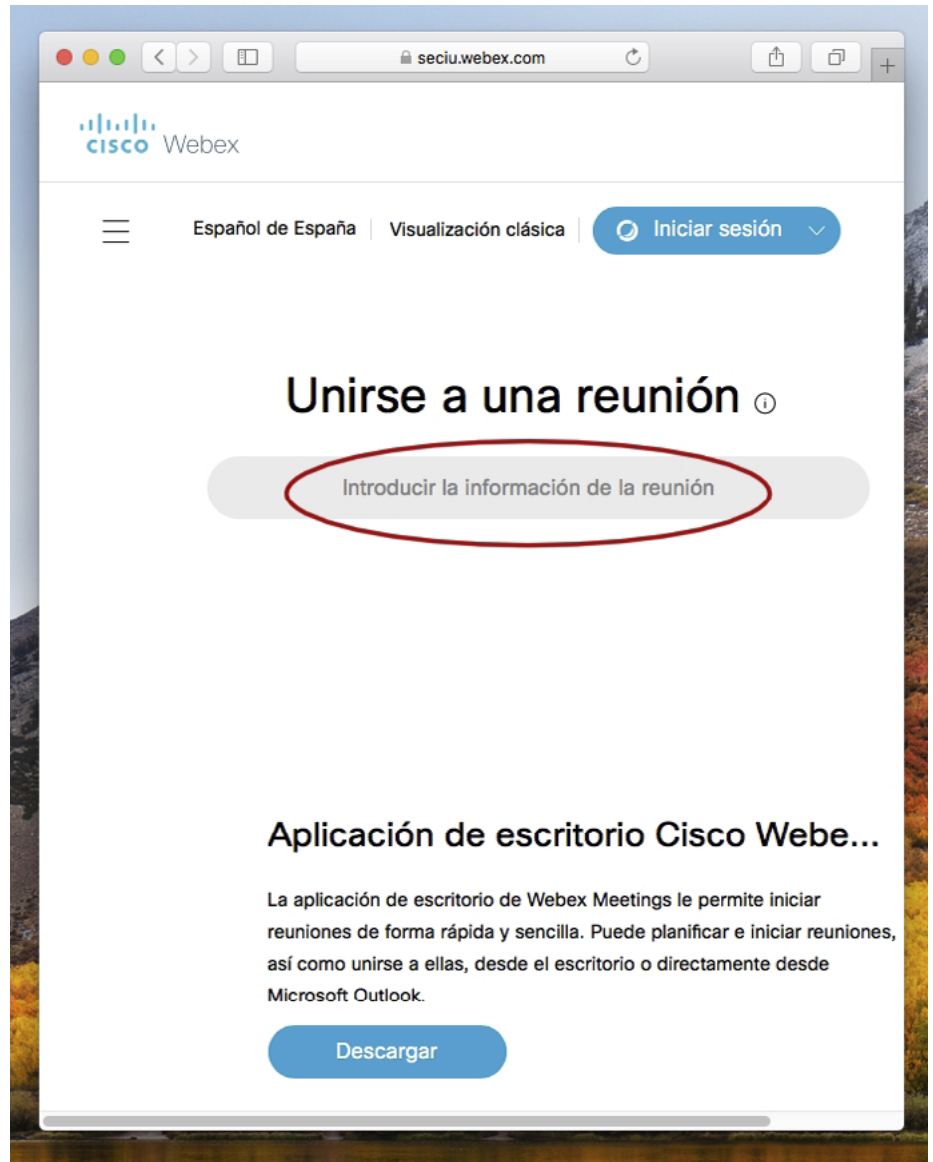 seciu.webex.com
CISCO Webex
Español de España
Visualización clásica
Iniciar sesión
Unirse a una reunión
Introducir la información de la reunión
Aplicación de escritorio Cisco Webe...
La aplicación de escritorio de Webex Meetings le permite iniciar
reuniones de forma rápida y sencilla. Puede planificar e iniciar reuniones,
así como unirse a ellas, desde el escritorio o directamente desde
Microsoft Outlook.
Descargar